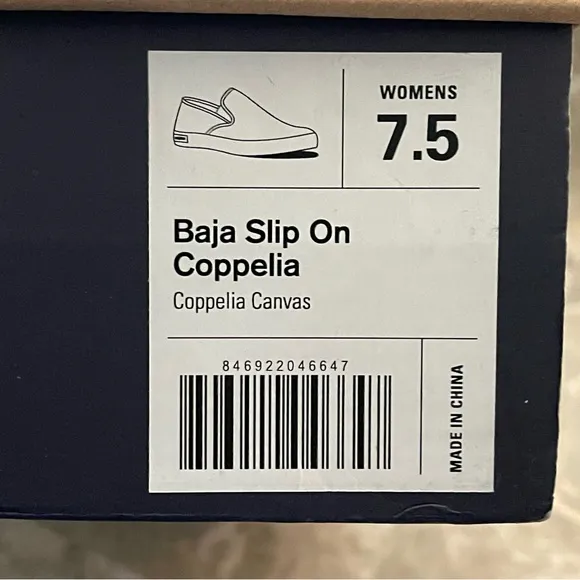 WOMENS
7.5
Baja Slip On
Coppelia
Coppelia Canvas
846922046647
MADE IN CHINA